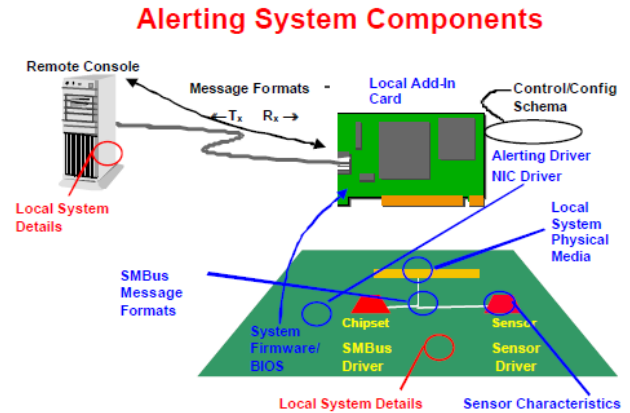 Alerting System Components
Remote Console
Message Formats -
← Tx Rx →
Local Add-In
Card
Control/Config
Schema
Alerting Driver
NIC Driver
Local System
Details
Local
System
Physical
Media
SMBus
Message
Formats
System
Firmware/
BIOS
Chipset
SMBus
Driver
Sensor
Sensor
Driver
Local System Details
Sensor Characteristics